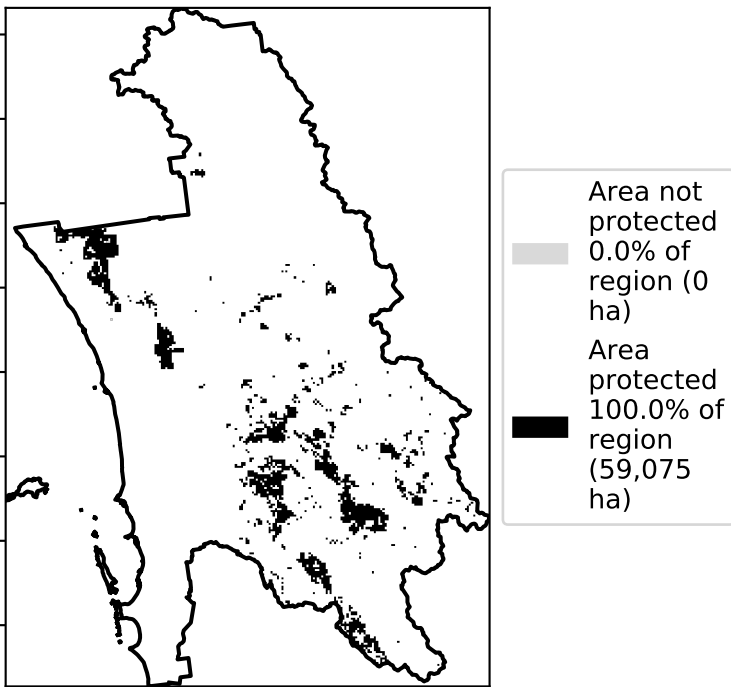 Area not
protected
0.0% of
region (0
ha)
Area
protected
100.0% of
region
(59,075
ha)